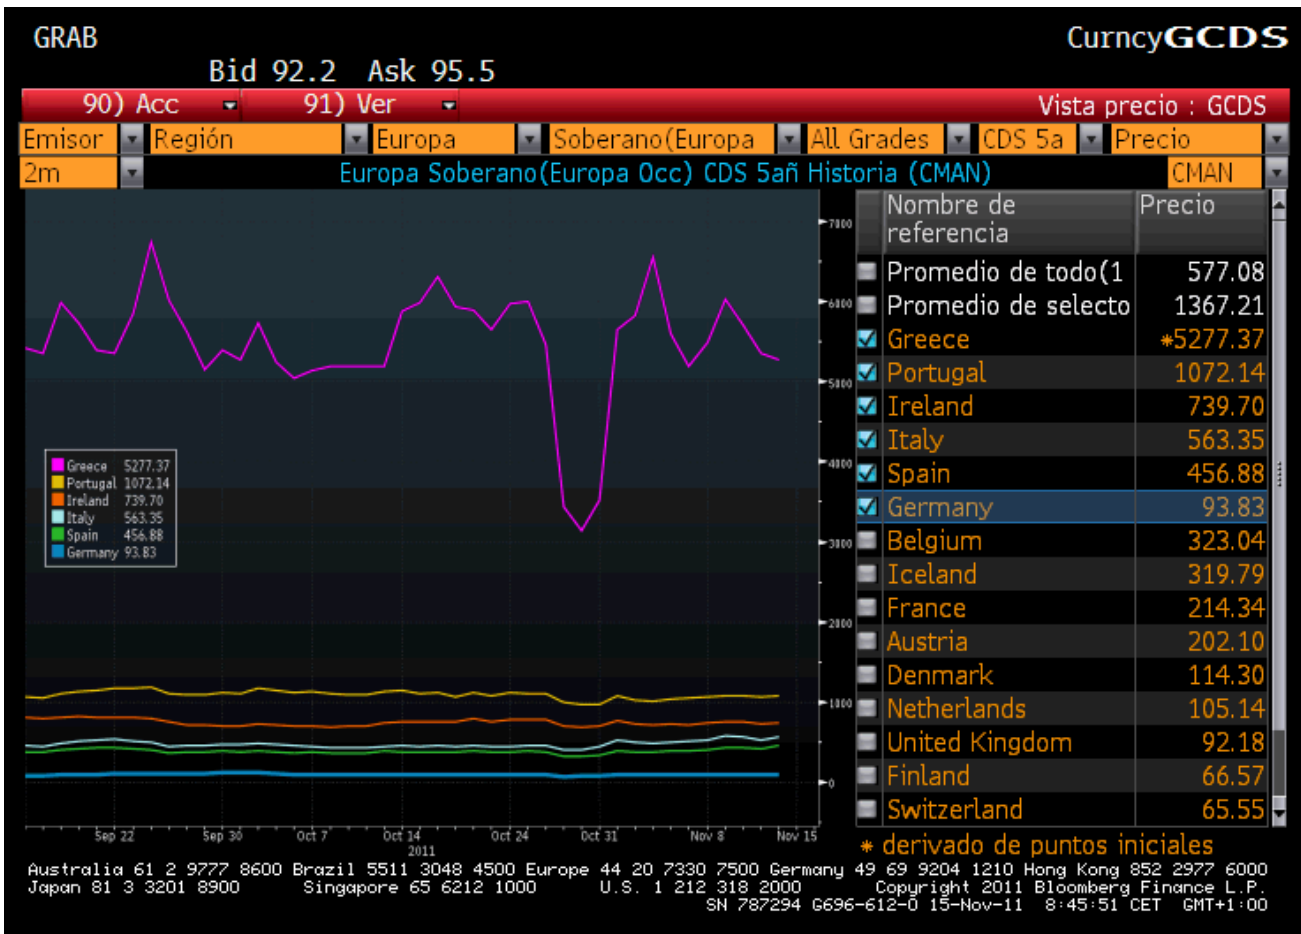 GRAB
CurncyGCDS
Bid 92.2 Ask 95.5
90) Acc 91) Ver Vista precio : GCDS
Emisor Región Europa Soberano(Europa All Grades CDS 5a Precio
2m Europa Soberano(Europa Occ) CDS 5añ Historia (CMAN) CMAN
Nombre de referencia Precio
Promedio de todo(1 577.08
Promedio de selecto 1367.21
Greece *5277.37
Portugal 1072.14
Ireland 739.70
Italy 563.35
Spain 456.88
Germany 93.83
Belgium 323.04
Iceland 319.79
France 214.34
Austria 202.10
Denmark 114.30
Netherlands 105.14
United Kingdom 92.18
Finland 66.57
Switzerland 65.55
* derivado de puntos iniciales
7000
6000
5000
4000
3000
2000
1000
0
Greece 5277.37
Portugal 1072.14
Ireland 739.70
Italy 563.35
Spain 456.88
Germany 93.83
Sep 22 Sep 30 Oct 7 Oct 14 Oct 24 Oct 31 Nov 8 Nov 15
2011
Australia 61 2 9777 8600 Brazil 5511 3048 4500 Europe 44 20 7330 7500 Germany 49 69 9204 1210 Hong Kong 852 2977 6000
Japan 81 3 3201 8900 Singapore 65 6212 1000 U.S. 1 212 318 2000 Copyright 2011 Bloomberg Finance L.P.
SN 787294 G696-612-0 15-Nov-11 8:45:51 CET GMT+1:00